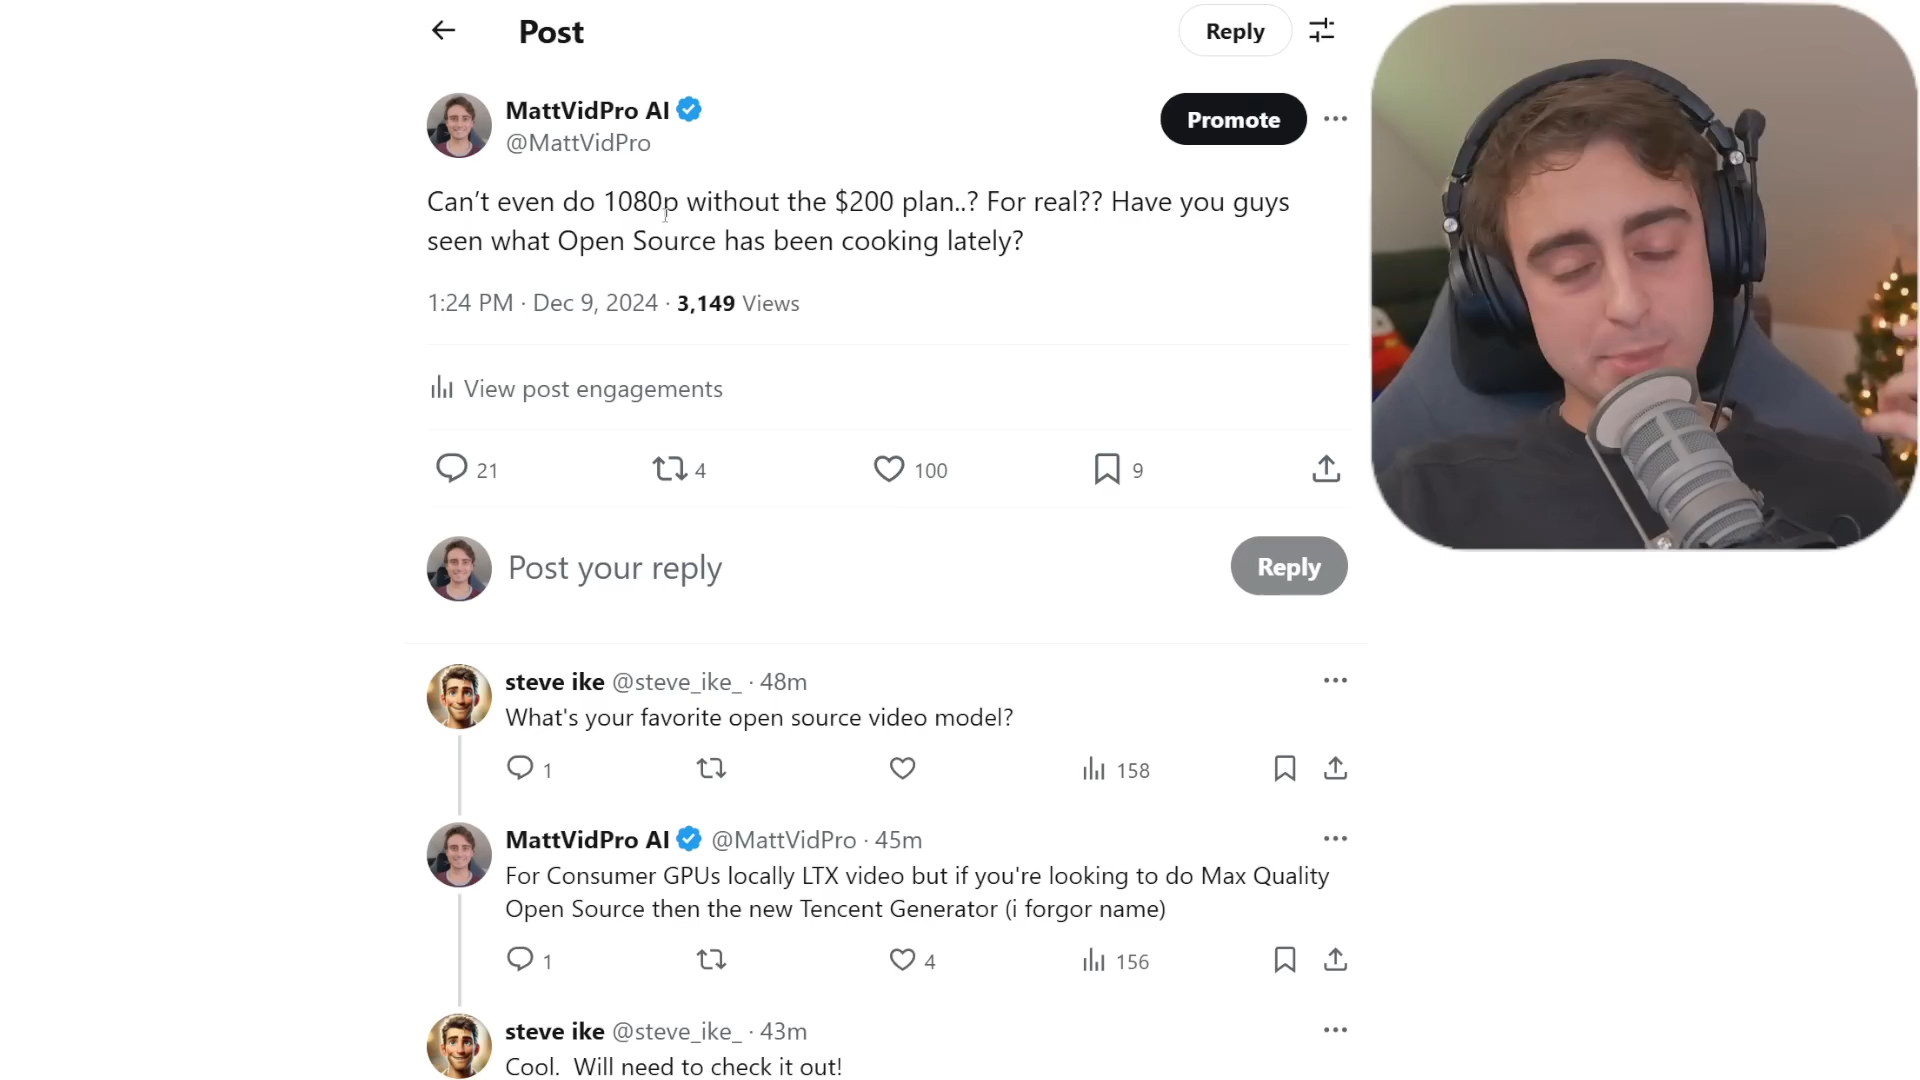 Post
Reply
MattVidPro AI
@MattVidPro
Promote
Can’t even do 1080p without the $200 plan..? For real?? Have you guys
seen what Open Source has been cooking lately?
1:24 PM · Dec 9, 2024 · 3,149 Views
View post engagements
21 4 100 9
Post your reply
Reply
steve ike @steve_ike_ · 48m
What's your favorite open source video model?
1 158
MattVidPro AI @MattVidPro · 45m
For Consumer GPUs locally LTX video but if you're looking to do Max Quality
Open Source then the new Tencent Generator (i forgor name)
1 4 156
steve ike @steve_ike_ · 43m
Cool. Will need to check it out!